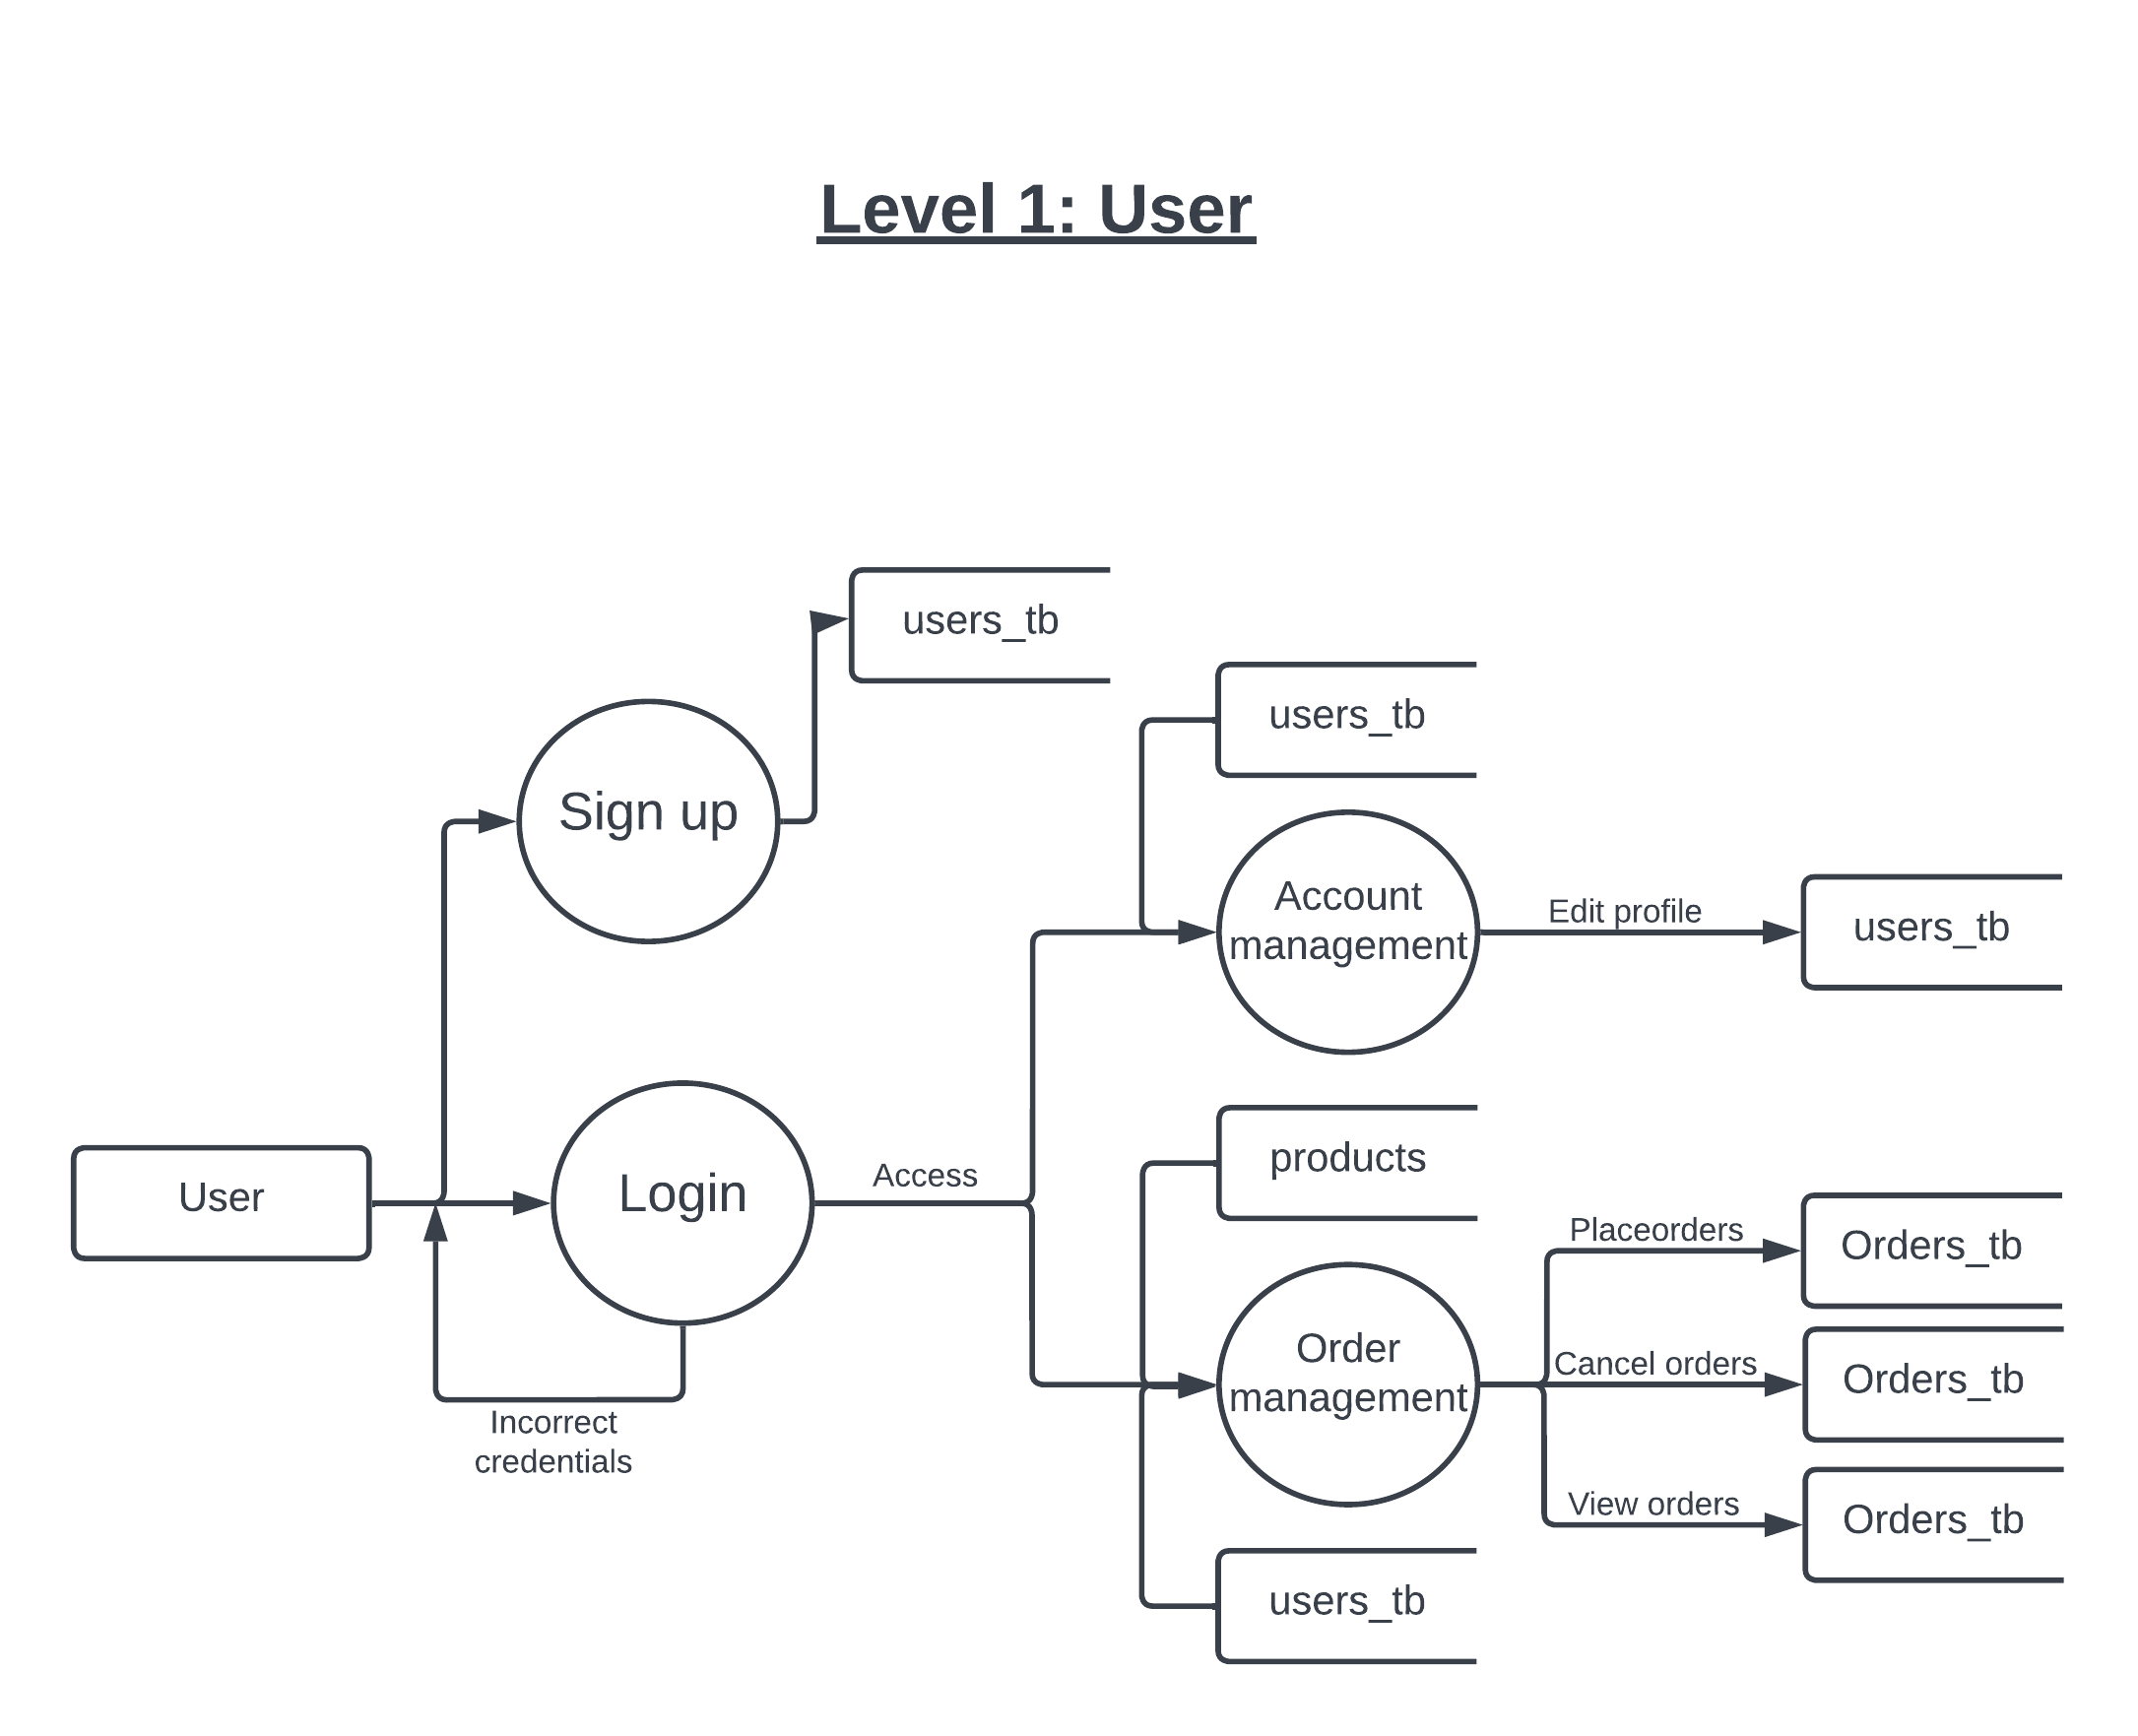 Level 1: User
users_tb
users_tb
Sign up
Account
management
Edit profile
users_tb
products
User
Login
Access
Placeorders
Orders_tb
Order
management
Cancel orders
Orders_tb
Incorrect
credentials
View orders
Orders_tb
users_tb